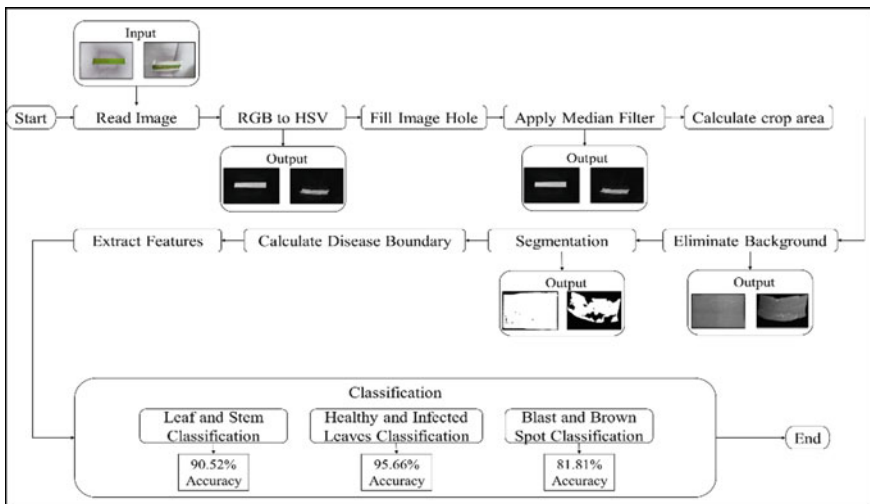 Input
Start
Read Image
RGB to HSV
Fill Image Hole
Apply Median Filter
Calculate crop area
Output
Output
Extract Features
Calculate Disease Boundary
Segmentation
Eliminate Background
Output
Output
Classification
Leaf and Stem
Classification
Healthy and Infected
Leaves Classification
Blast and Brown
Spot Classification
End
90.52%
Accuracy
95.66%
Accuracy
81.81%
Accuracy